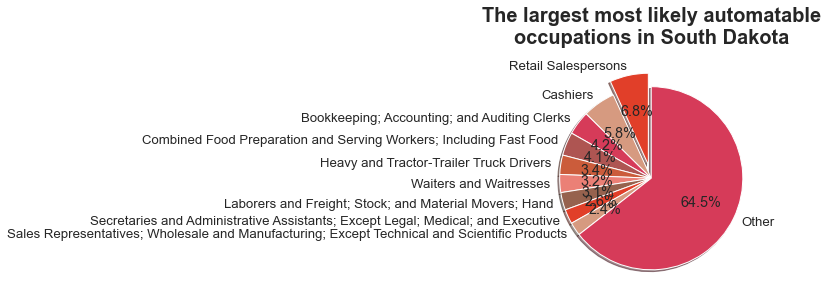 The largest most likely automatable
occupations in South Dakota
Retail Salespersons
6.8%
Cashiers
5.8%
Bookkeeping; Accounting; and Auditing Clerks
4.2%
Combined Food Preparation and Serving Workers; Including Fast Food
4.1%
Heavy and Tractor-Trailer Truck Drivers
3.4%
Waiters and Waitresses
3.2%
Laborers and Freight; Stock; and Material Movers; Hand
3.1%
Secretaries and Administrative Assistants; Except Legal; Medical; and Executive
Sales Representatives; Wholesale and Manufacturing; Except Technical and Scientific Products
2.4%
64.5%
Other